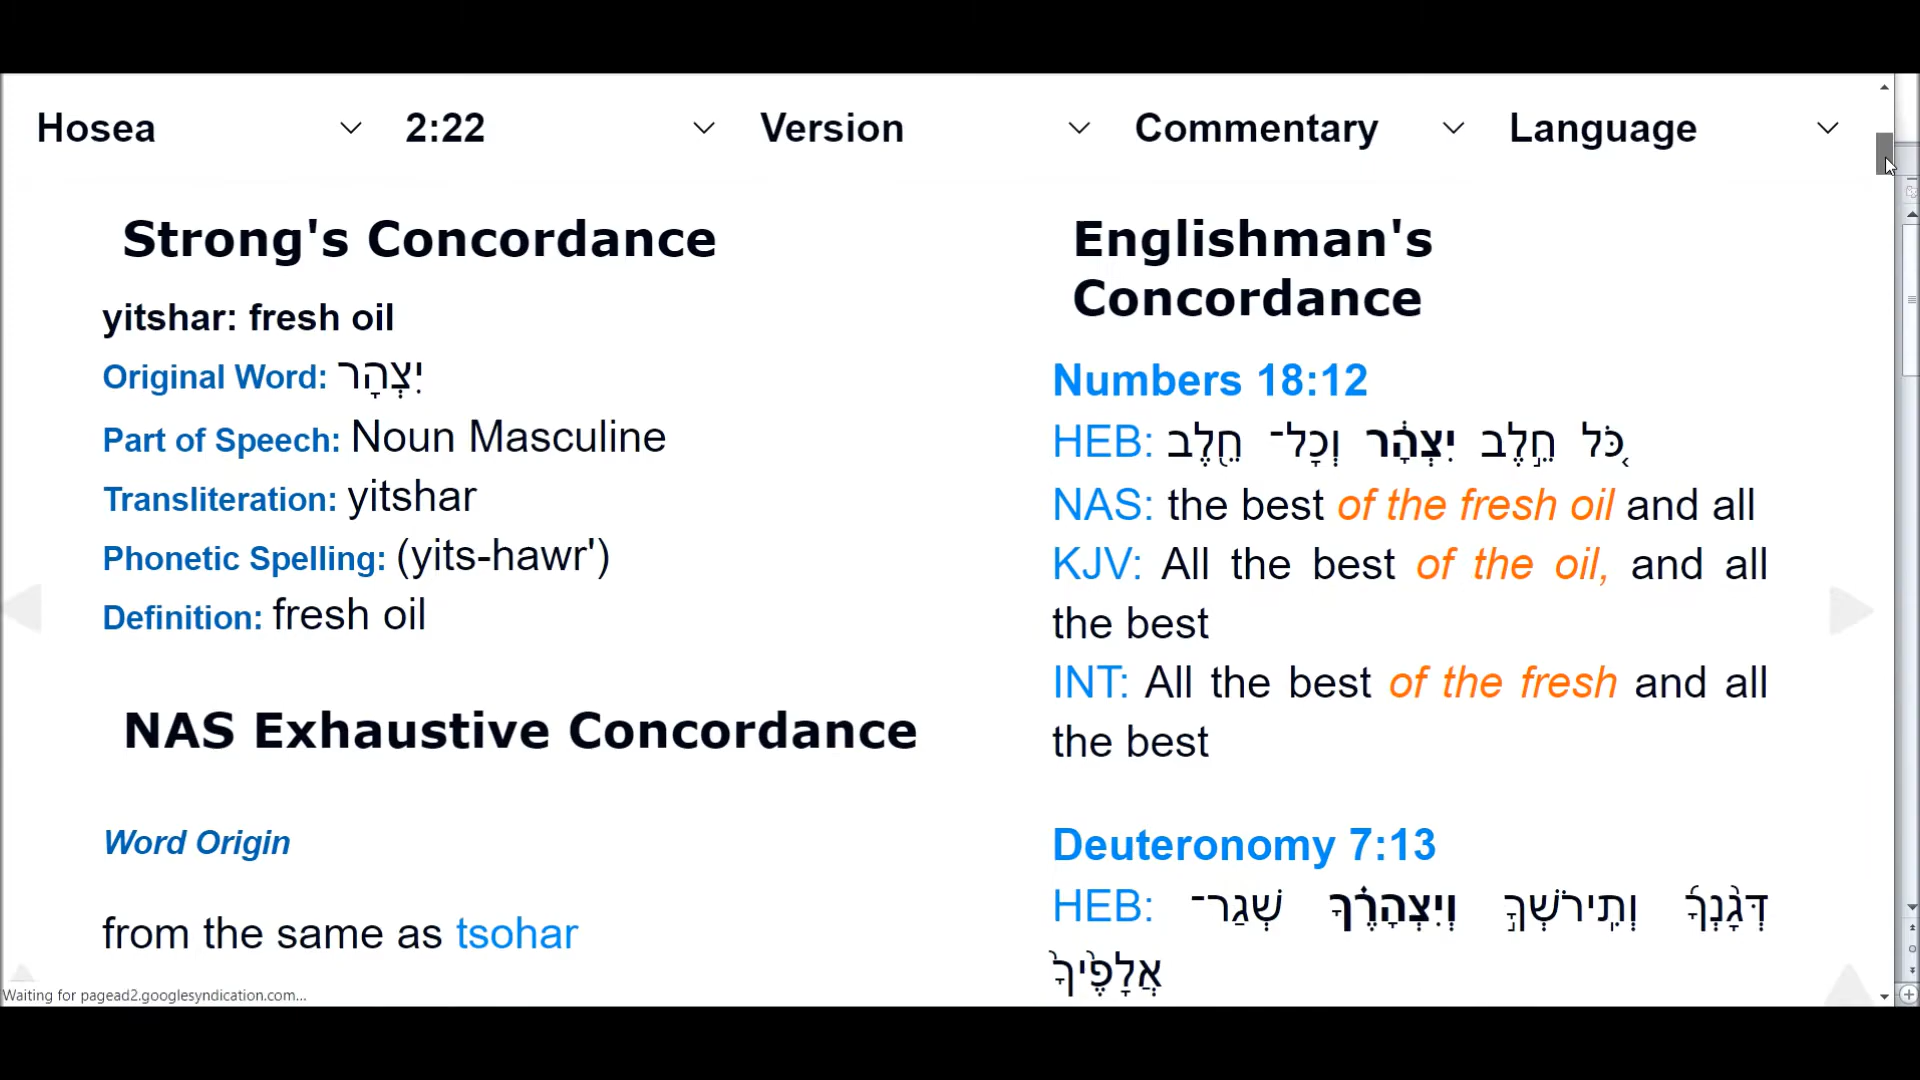 Hosea 2:22 Version Commentary Language
Strong's Concordance
yitshar: fresh oil
Original Word: יִצְהָר
Part of Speech: Noun Masculine
Transliteration: yitshar
Phonetic Spelling: (yits-hawr')
Definition: fresh oil
NAS Exhaustive Concordance
Word Origin
from the same as tsohar
Englishman's
Concordance
Numbers 18:12
HEB: כֹּ֚ל חֵ֣לֶב יִצְהָ֔ר וְכָל־ חֵ֖לֶב
NAS: the best of the fresh oil and all
KJV: All the best of the oil, and all
the best
INT: All the best of the fresh and all
the best
Deuteronomy 7:13
HEB: דְּ֠גָנְךָ וְתִֽירֹשְׁךָ֣ וְיִצְהָרֶ֗ךָ שְׁגַר־
אֲלָפֶ֙יךָ֙
Waiting for pagead2.googlesyndication.com...